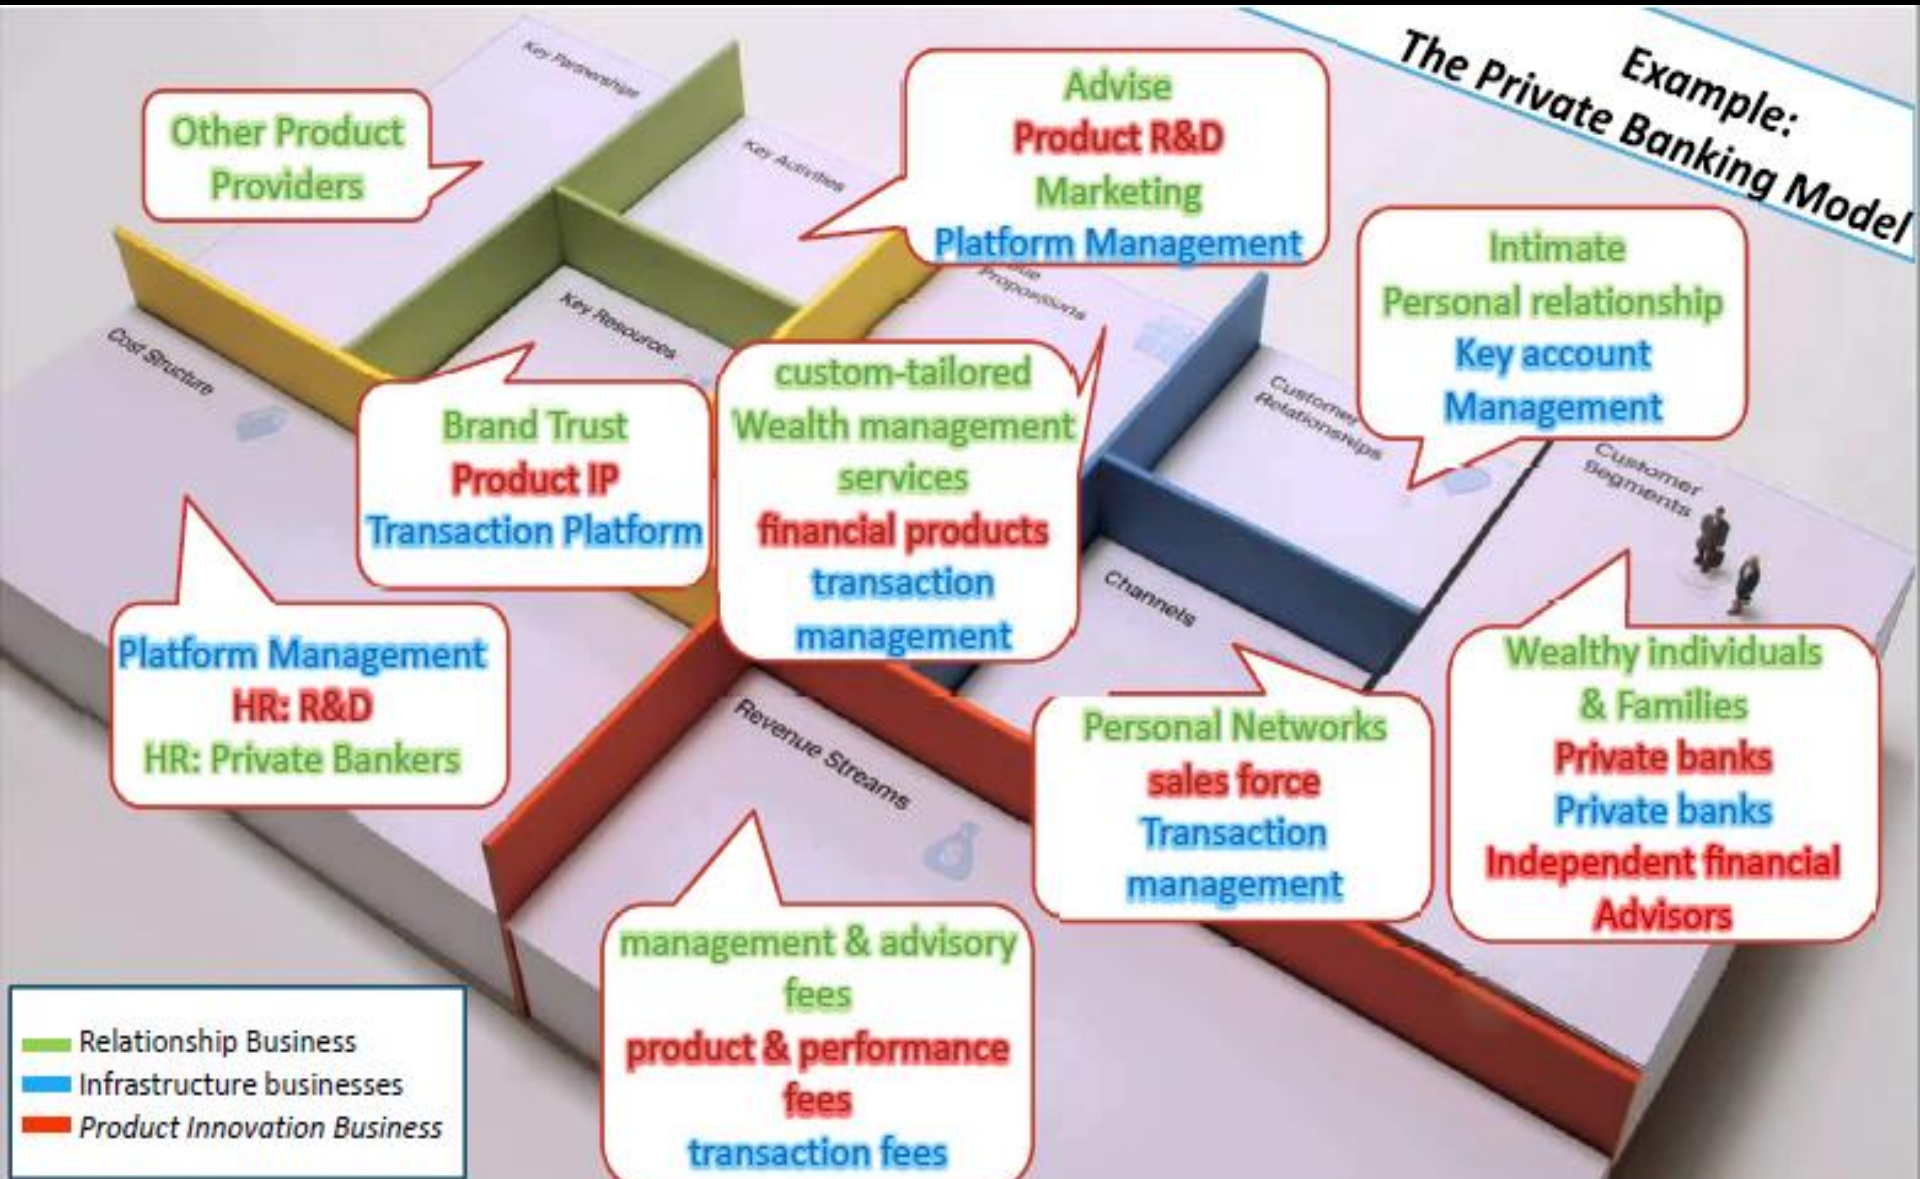 Example:
The Private Banking Model
Key Partnerships
Other Product
Providers
Key Activities
Advise
Product R&D
Marketing
Platform Management
Key Resources
Brand Trust
Product IP
Transaction Platform
Propositions
custom-tailored
Wealth management
services
financial products
transaction
management
Customer
Relationships
Intimate
Personal relationship
Key account
Management
Channels
Personal Networks
sales force
Transaction
management
Customer
Segments
Wealthy individuals
& Families
Private banks
Private banks
Independent financial
Advisors
Cost Structure
Platform Management
HR: R&D
HR: Private Bankers
Revenue Streams
management & advisory
fees
product & performance
fees
transaction fees
Relationship Business
Infrastructure businesses
Product Innovation Business